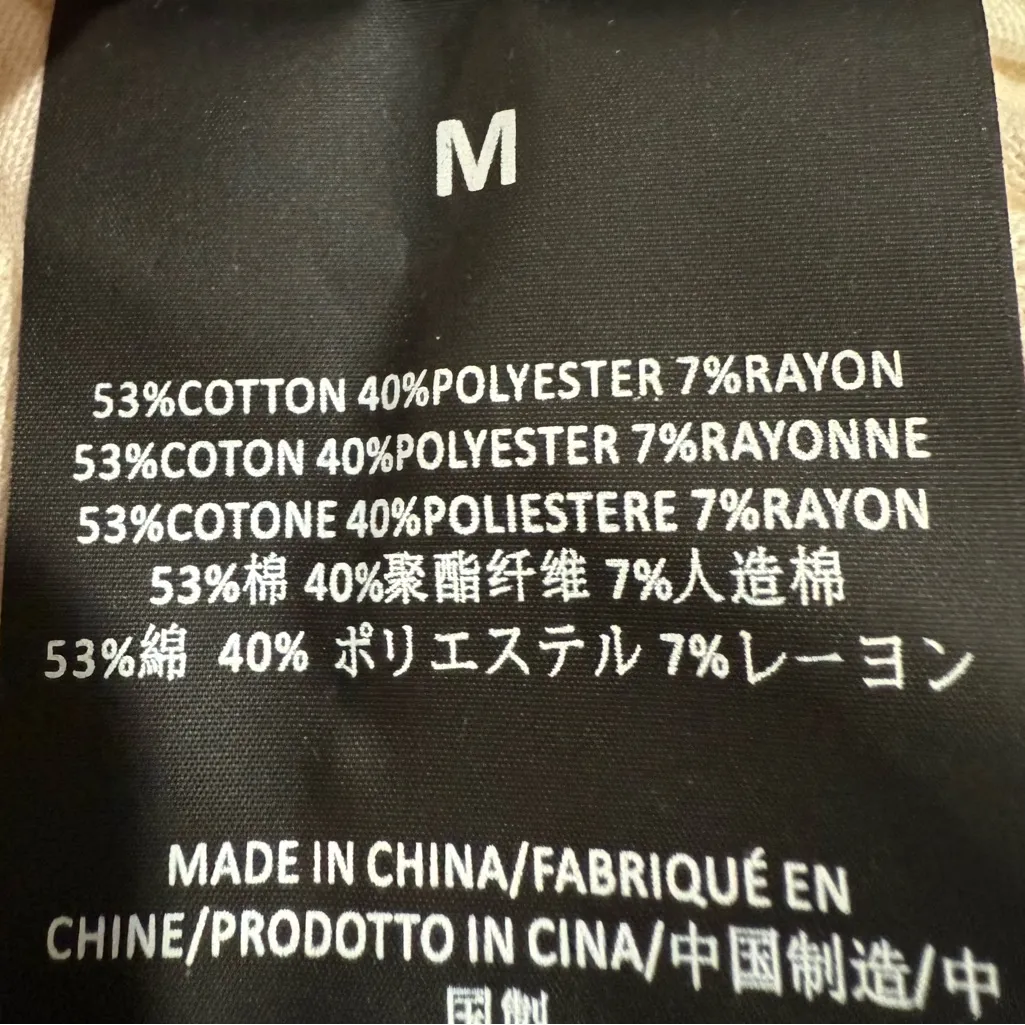 M
53%COTTON 40%POLYESTER 7%RAYON
53%COTON 40%POLYESTER 7%RAYONNE
53%COTONE 40%POLIESTERE 7%RAYON
53%棉 40%聚酯纤维 7%人造棉
53%綿 40% ポリエステル 7%レーヨン
MADE IN CHINA/FABRIQUÉ EN
CHINE/PRODOTTO IN CINA/中国制造/中
国制